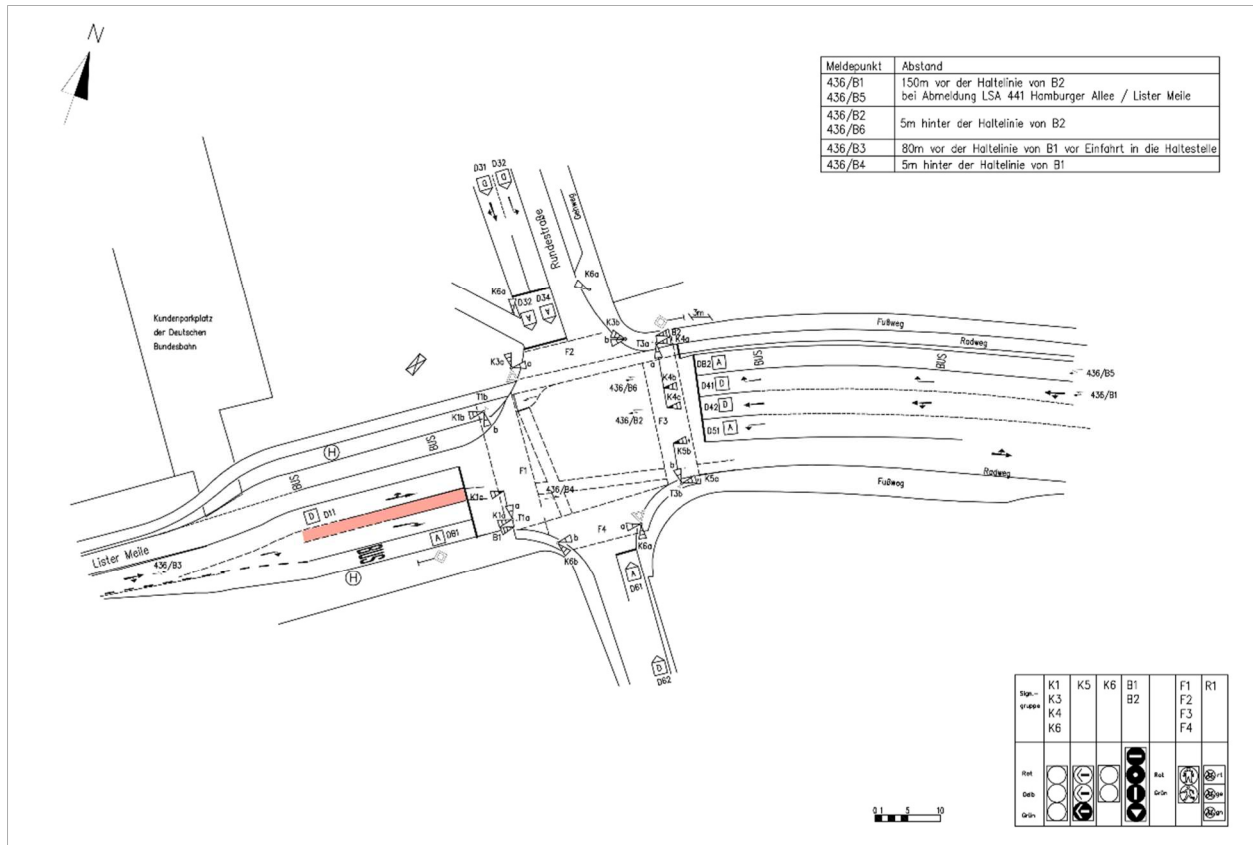 N
Meldepunkt Abstand
436/B1 150m vor der Haltelinie von B2
436/B5 bei Abmeldung LSA 441 Hamburger Allee / Lister Meile
436/B2
436/B6 5m hinter der Haltelinie von B2
436/B3 80m vor der Haltelinie von B1 vor Einfahrt in die Haltestelle
436/B4 5m hinter der Haltelinie von B1
D31 D32
D D
Rundestraße
Gehweg
K6a
K6a
D32 D34
A A
Kundenparkplatz
der Deutschen
Bundesbahn
K3b
b
3m
B2
T3a
K4a
a
F2
K3c
a
Fußweg
Radweg
BUS
BUS
DB2 A
D41 D
D42 D
D51 A
436/B5
436/B1
K4b
K4c
436/B6
436/B2
F3
T1b
K1b
b
H
BUS
BUS
F1
K5b
b
K5a
T3b
Radweg
Fußweg
D D11
K1c
436/B4
K1d
a
T1a
B1
F4
a
A DB1
BUS
Lister Meile
436/B3
H
b
K6b
K6a
A
D61
D
D62
0 1 5 10
Sign.-
gruppe
K1 K5 K6 B1 F1 R1
K3 B2 F2
K4 F3
K6 F4
Rot Rot rt
Gelb Grün ge
Grün gn